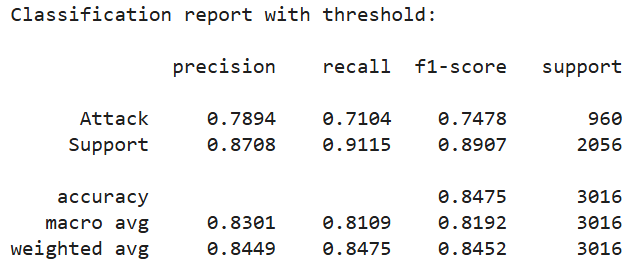 Classification report with threshold:
precision recall f1-score support
Attack 0.7894 0.7104 0.7478 960
Support 0.8708 0.9115 0.8907 2056
accuracy 0.8475 3016
macro avg 0.8301 0.8109 0.8192 3016
weighted avg 0.8449 0.8475 0.8452 3016